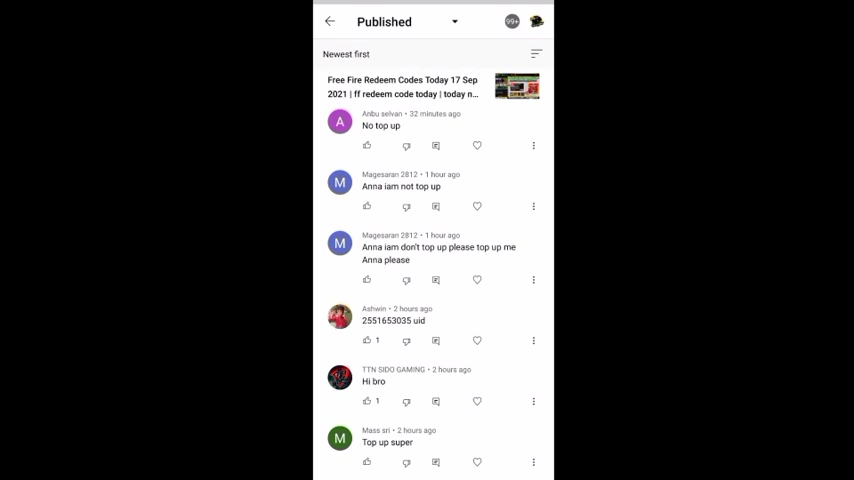 Published
99+
Newest first
Free Fire Redeem Codes Today 17 Sep
2021 | ff redeem code today | today n...
A
Anbu selvan • 32 minutes ago
No top up
M
Magesaran 2812 • 1 hour ago
Anna iam not top up
M
Magesaran 2812 • 1 hour ago
Anna iam don't top up please top up me
Anna please
Ashwin • 2 hours ago
2551653035 uid
1
TTN SIDO GAMING • 2 hours ago
Hi bro
1
M
Mass sri • 2 hours ago
Top up super